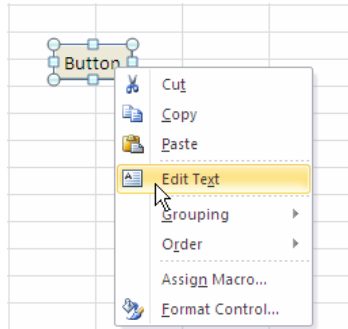 Button
Cut
Copy
Paste
Edit Text
Grouping
Order
Assign Macro...
Format Control...